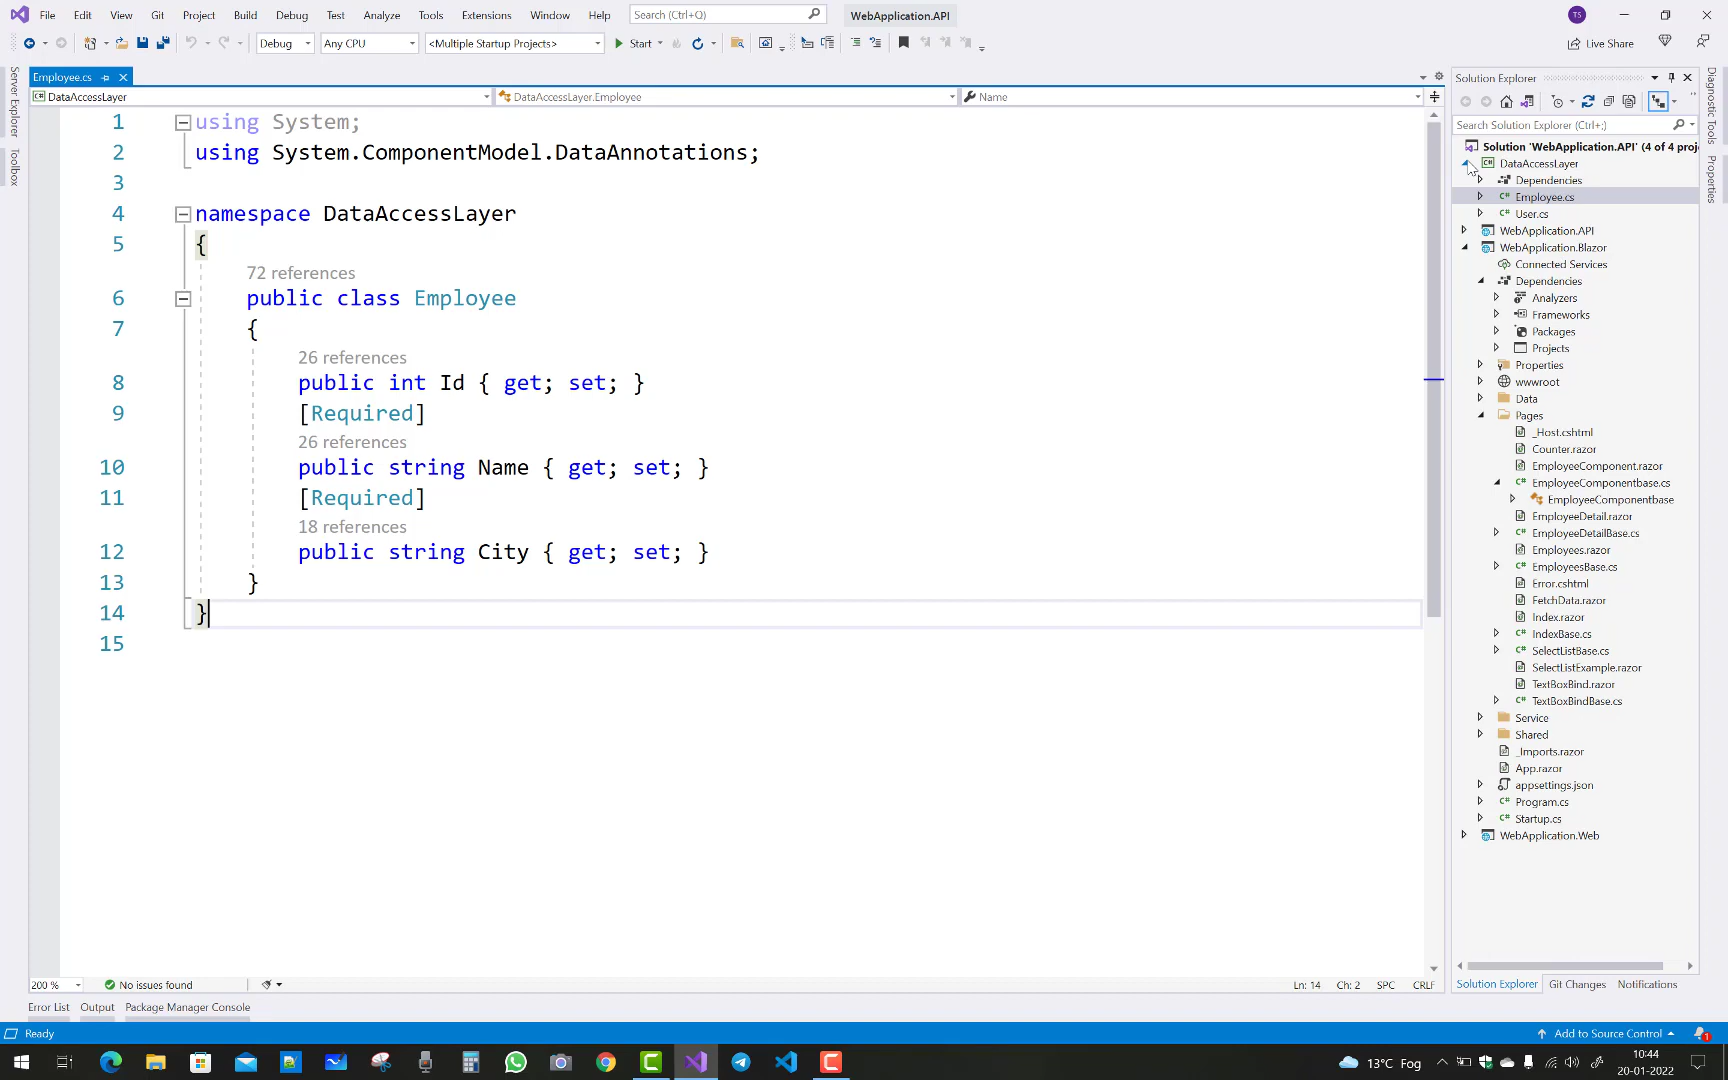 File Edit View Git Project Build Debug Test Analyze Tools Extensions Window Help Search (Ctrl+Q) WebApplication.API TS
Debug Any CPU <Multiple Startup Projects> Start Live Share
Employee.cs
DataAccessLayer DataAccessLayer.Employee Name
Server Explorer
Toolbox
1 using System;
2 using System.ComponentModel.DataAnnotations;
3
4 namespace DataAccessLayer
5 {
72 references
6 public class Employee
7 {
26 references
8 public int Id { get; set; }
9 [Required]
26 references
10 public string Name { get; set; }
11 [Required]
18 references
12 public string City { get; set; }
13 }
14 }
15
200 % No issues found Ln: 14 Ch: 2 SPC CRLF
Solution Explorer
Search Solution Explorer (Ctrl+;)
Solution 'WebApplication.API' (4 of 4 proj
DataAccessLayer
Dependencies
Employee.cs
User.cs
WebApplication.API
WebApplication.Blazor
Connected Services
Dependencies
Analyzers
Frameworks
Packages
Projects
Properties
wwwroot
Data
Pages
_Host.cshtml
Counter.razor
EmployeeComponent.razor
EmployeeComponentbase.cs
EmployeeComponentbase
EmployeeDetail.razor
EmployeeDetailBase.cs
Employees.razor
EmployeesBase.cs
Error.cshtml
FetchData.razor
Index.razor
IndexBase.cs
SelectListBase.cs
SelectListExample.razor
TextBoxBind.razor
TextBoxBindBase.cs
Service
Shared
_Imports.razor
App.razor
appsettings.json
Program.cs
Startup.cs
WebApplication.Web
Solution Explorer Git Changes Notifications
Diagnostic Tools
Properties
Error List Output Package Manager Console
Ready Add to Source Control 1
13°C Fog
10:44
20-01-2022